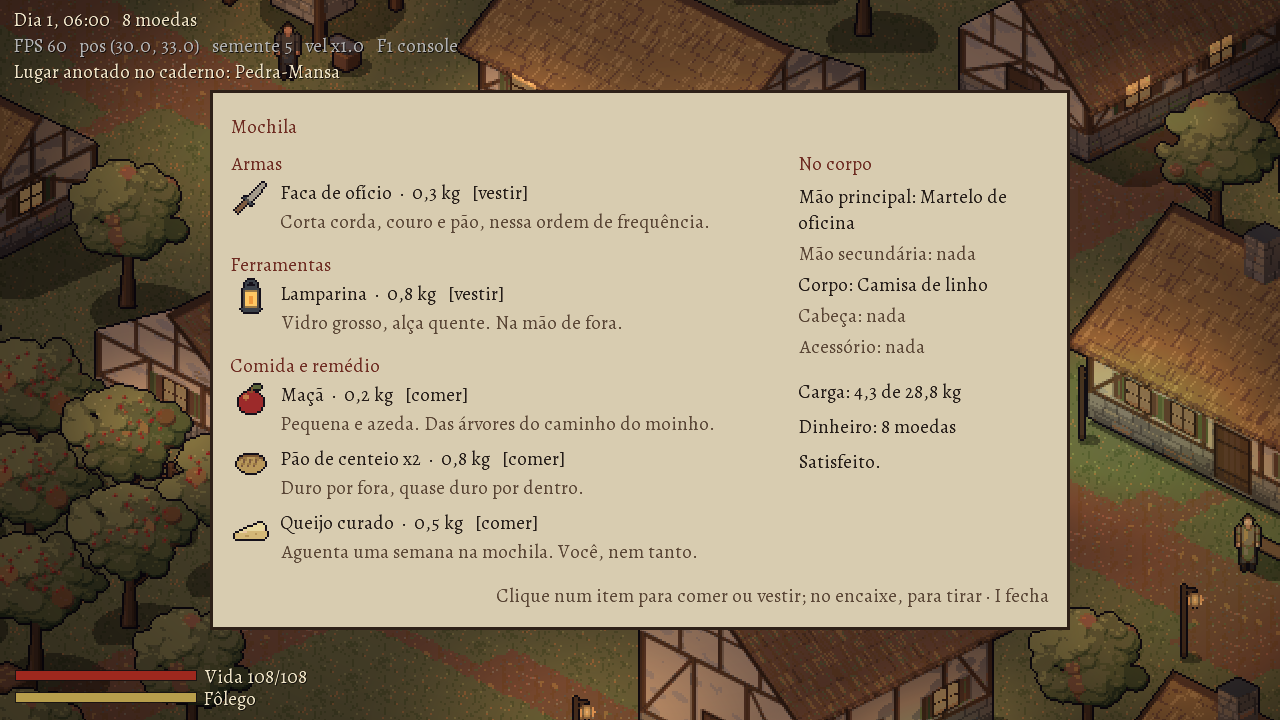 Dia 1, 06:00 8 moedas
FPS 60 pos (30.0, 33.0) semente 5 vel x1.0 F1 console
Lugar anotado no caderno: Pedra-Mansa
Mochila
Armas
Faca de ofício · 0,3 kg [vestir]
Corta corda, couro e pão, nessa ordem de frequência.
Ferramentas
Lamparina · 0,8 kg [vestir]
Vidro grosso, alça quente. Na mão de fora.
Comida e remédio
Maçã · 0,2 kg [comer]
Pequena e azeda. Das árvores do caminho do moinho.
Pão de centeio x2 · 0,8 kg [comer]
Duro por fora, quase duro por dentro.
Queijo curado · 0,5 kg [comer]
Aguenta uma semana na mochila. Você, nem tanto.
No corpo
Mão principal: Martelo de
oficina
Mão secundária: nada
Corpo: Camisa de linho
Cabeça: nada
Acessório: nada
Carga: 4,3 de 28,8 kg
Dinheiro: 8 moedas
Satisfeito.
Clique num item para comer ou vestir; no encaixe, para tirar · I fecha
Vida 108/108
Fôlego